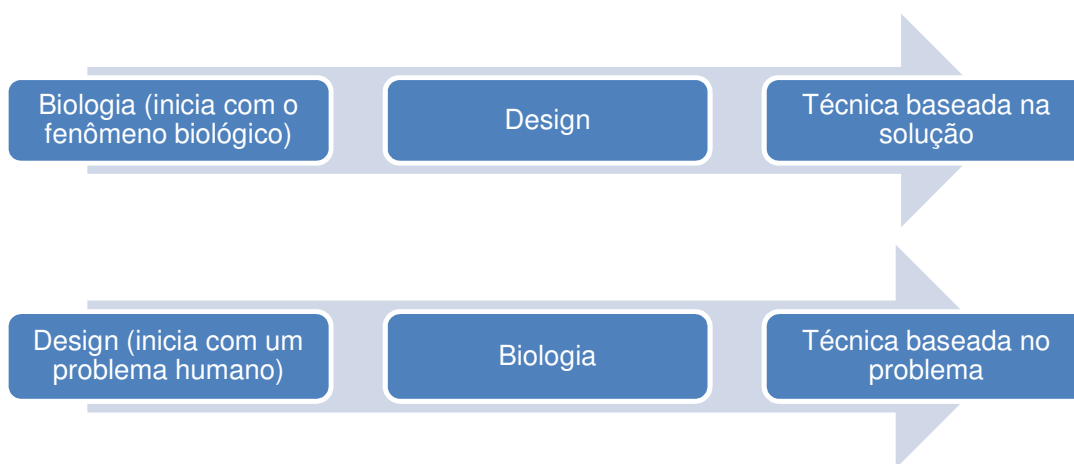 Biologia (inicia com o
fenômeno biológico)
Design
Técnica baseada na
solução
Design (inicia com um
problema humano)
Biologia
Técnica baseada no
problema